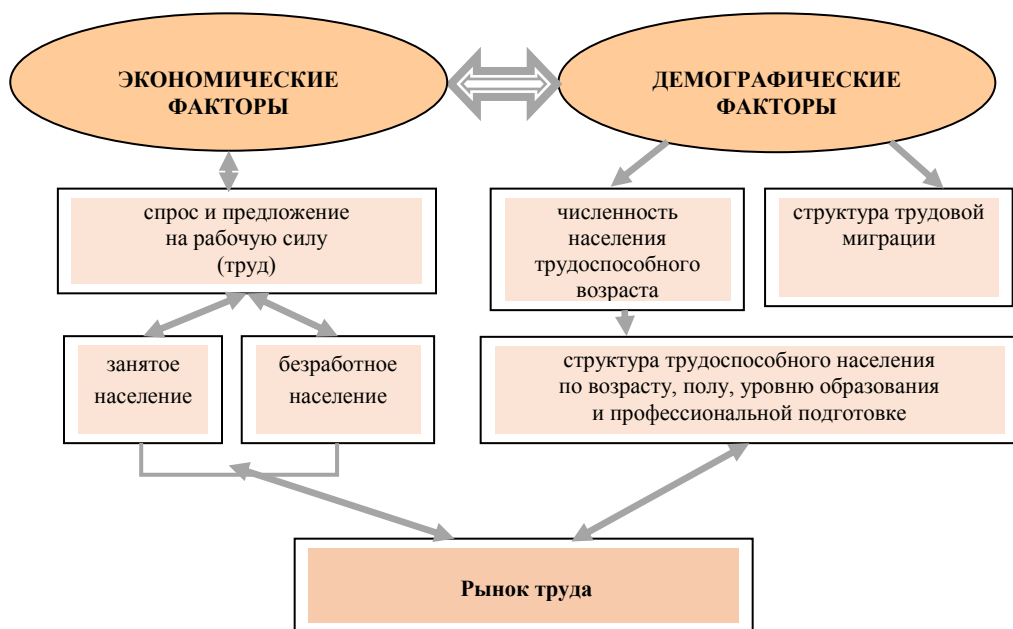 ЭКОНОМИЧЕСКИЕ
ФАКТОРЫ
ДЕМОГРАФИЧЕСКИЕ
ФАКТОРЫ
спрос и предложение
на рабочую силу
(труд)
численность
населения
трудоспособного
возраста
структура трудовой
миграции
занятое
население
безработное
население
структура трудоспособного населения
по возрасту, полу, уровню образования
и профессиональной подготовке
Рынок труда